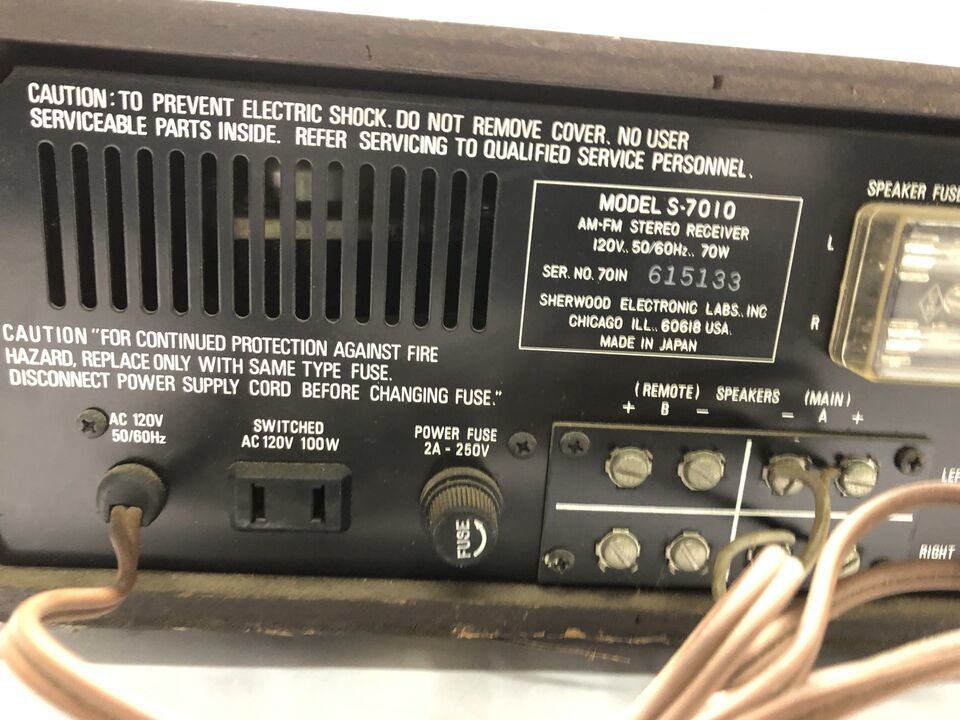 CAUTION: TO PREVENT ELECTRIC SHOCK. DO NOT REMOVE COVER. NO USER
SERVICEABLE PARTS INSIDE. REFER SERVICING TO QUALIFIED SERVICE PERSONNEL.
MODEL S-7010
AM-FM STEREO RECEIVER
120V.. 50/60Hz.. 70W
SER. NO. 701N 615133
SHERWOOD ELECTRONIC LABS., INC
CHICAGO ILL.. 60618 USA.
MADE IN JAPAN
SPEAKER FUSE
L
R
CAUTION "FOR CONTINUED PROTECTION AGAINST FIRE
HAZARD, REPLACE ONLY WITH SAME TYPE FUSE.
DISCONNECT POWER SUPPLY CORD BEFORE CHANGING FUSE."
AC 120V
50/60Hz
SWITCHED
AC 120V 100W
POWER FUSE
2A - 250V
FUSE
(REMOTE) SPEAKERS (MAIN)
+ B - - A +
RIGHT